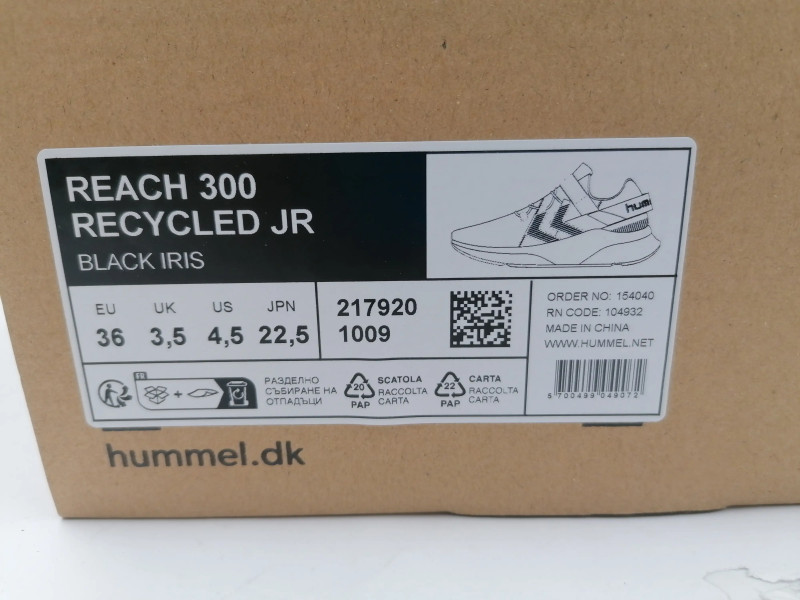 REACH 300
RECYCLED JR
BLACK IRIS
humm
EU UK US JPN
36 3,5 4,5 22,5
217920
1009
ORDER NO: 154040
RN CODE: 104932
MADE IN CHINA
WWW.HUMMEL.NET
РАЗДЕЛНО
СЪБИРАНЕ НА
ОТПАДЪЦИ
20
PAP
SCATOLA
RACCOLTA
CARTA
22
PAP
CARTA
RACCOLTA
CARTA
5 700499 049072
hummel.dk